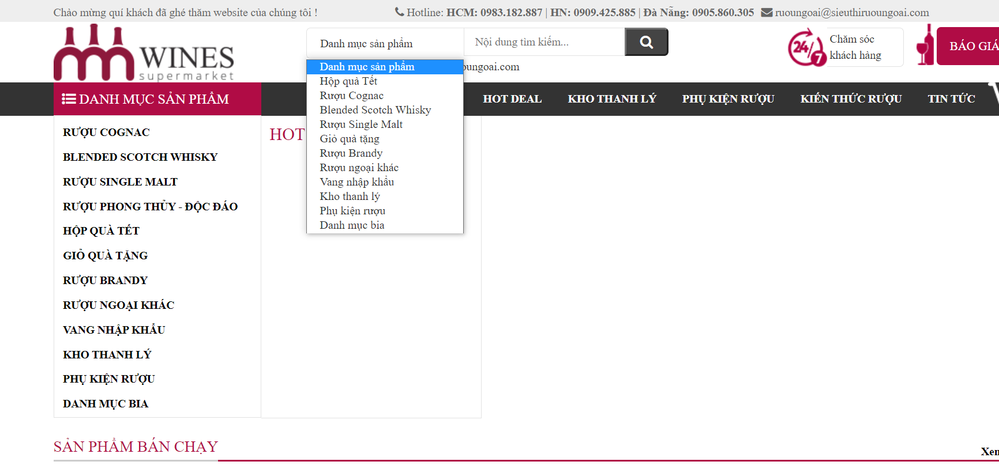 Chào mừng quí khách đã ghé thăm website của chúng tôi !
Hotline: HCM: 0983.182.887 | HN: 0909.425.885 | Đà Nẵng: 0905.860.305 ruoungoai@sieuthiruoungoai.com
WINES
supermarket
Danh mục sản phẩm
Nội dung tìm kiếm...
oungoai.com
24/7
Chăm sóc
khách hàng
BÁO GIÁ
DANH MỤC SẢN PHẨM
HOT DEAL
KHO THANH LÝ
PHỤ KIỆN RƯỢU
KIẾN THỨC RƯỢU
TIN TỨC
Danh mục sản phẩm
Hộp quà Tết
Rượu Cognac
Blended Scotch Whisky
Rượu Single Malt
Giỏ quà tặng
Rượu Brandy
Rượu ngoại khác
Vang nhập khẩu
Kho thanh lý
Phụ kiện rượu
Danh mục bia
RƯỢU COGNAC
BLENDED SCOTCH WHISKY
RƯỢU SINGLE MALT
RƯỢU PHONG THỦY - ĐỘC ĐÁO
HỘP QUÀ TẾT
GIỎ QUÀ TẶNG
RƯỢU BRANDY
RƯỢU NGOẠI KHÁC
VANG NHẬP KHẨU
KHO THANH LÝ
PHỤ KIỆN RƯỢU
DANH MỤC BIA
HOT
SẢN PHẨM BÁN CHẠY
Xem